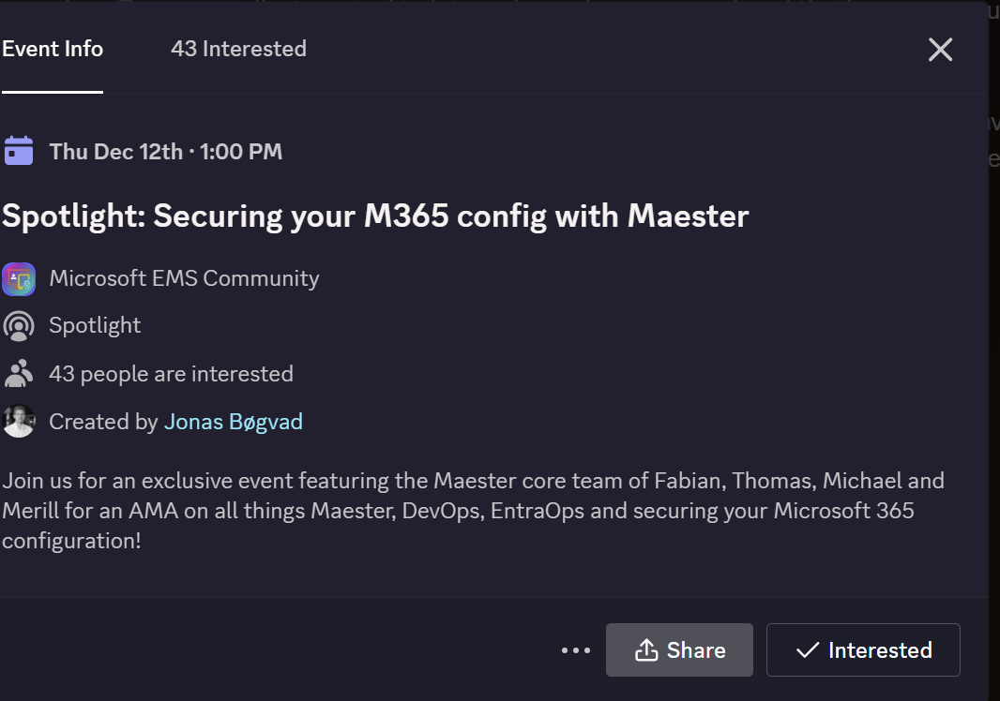 Event Info
43 Interested
Thu Dec 12th · 1:00 PM
Spotlight: Securing your M365 config with Maester
Microsoft EMS Community
Spotlight
43 people are interested
Created by Jonas Bøgvad
Join us for an exclusive event featuring the Maester core team of Fabian, Thomas, Michael and
Merill for an AMA on all things Maester, DevOps, EntraOps and securing your Microsoft 365
configuration!
Share
Interested